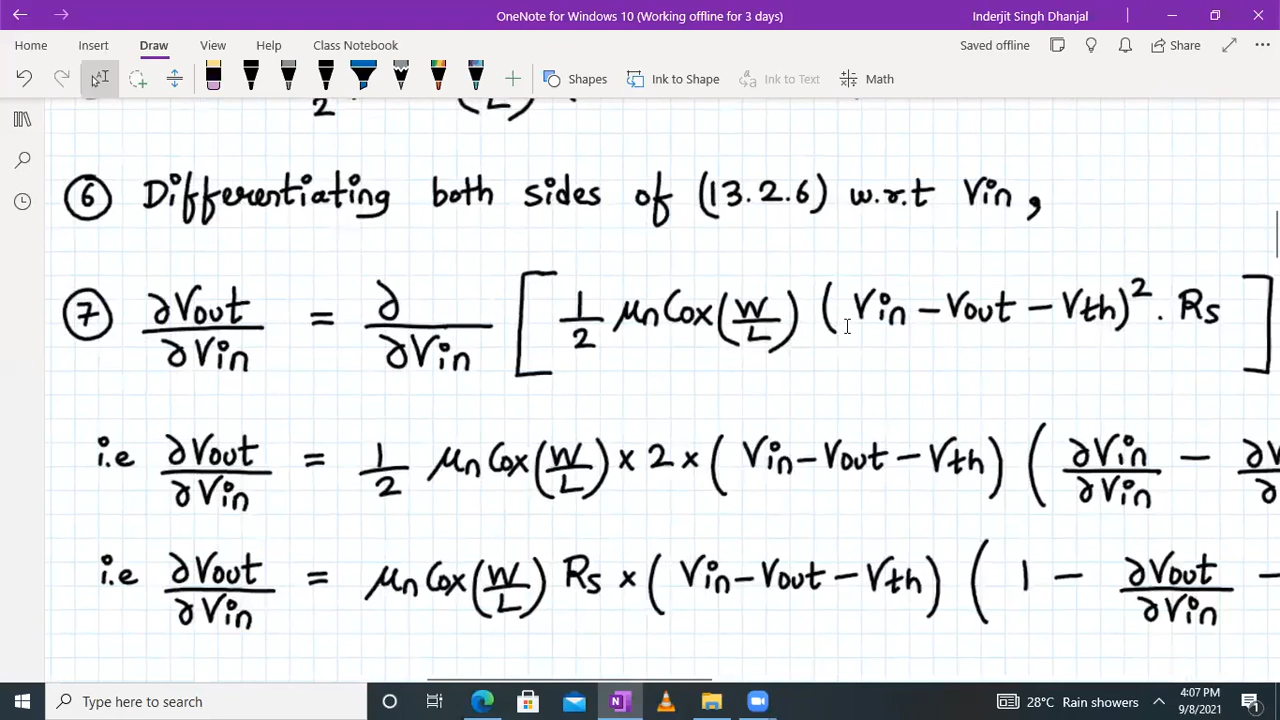 OneNote for Windows 10 (Working offline for 3 days) Inderjit Singh Dhanjal
Home Insert Draw View Help Class Notebook Saved offline Share
Shapes Ink to Shape Ink to Text Math
2 (L)
⑥ Differentiating both sides of (13.2.6) w.r.t Vin,
⑦ ∂Vout/∂Vin = ∂/∂Vin [ 1/2 μnCox(W/L) (Vin - Vout - Vth)². Rs ]
i.e ∂Vout/∂Vin = 1/2 μnCox(W/L) × 2 × (Vin - Vout - Vth) ( ∂Vin/∂Vin - ∂
i.e ∂Vout/∂Vin = μnCox(W/L) Rs × (Vin - Vout - Vth) ( 1 - ∂Vout/∂Vin -
Type here to search 28°C Rain showers 4:07 PM
9/8/2021